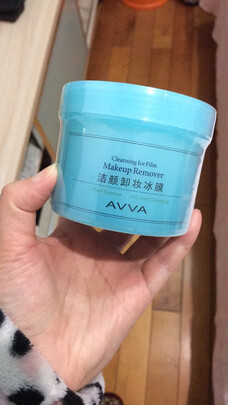 Cleansing Ice Film
Makeup Remover
洁颜卸妆冰膜
AVVA